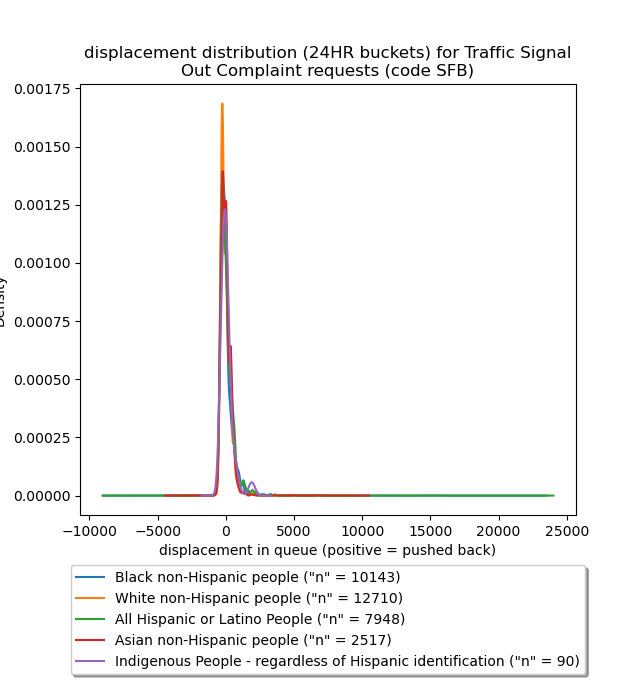 displacement distribution (24HR buckets) for Traffic Signal
Out Complaint requests (code SFB)
0.00175
0.00150
0.00125
0.00100
0.00075
0.00050
0.00025
0.00000
Density
−10000 −5000 0 5000 10000 15000 20000 25000
displacement in queue (positive = pushed back)
Black non-Hispanic people ("n" = 10143)
White non-Hispanic people ("n" = 12710)
All Hispanic or Latino People ("n" = 7948)
Asian non-Hispanic people ("n" = 2517)
Indigenous People - regardless of Hispanic identification ("n" = 90)